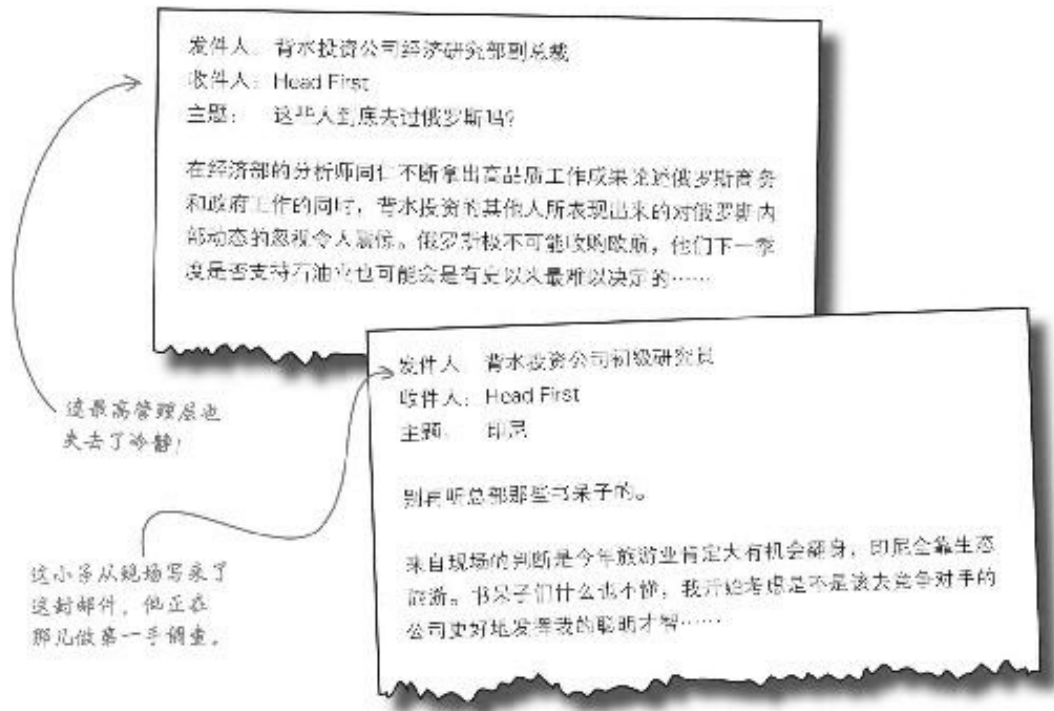 发件人：背水投资公司经济研究部副总裁
收件人：Head First
主题： 这些人到底去过俄罗斯吗？
在经济部的分析师同仁不断拿出高品质工作成果论述俄罗斯商务
和政府工作的同时，背水投资的其他人所表现出来的对俄罗斯内
部动态的忽视令人震惊。俄罗斯极不可能收购欧航，他们下一季
度是否支持石油业也可能会是有史以来最难以决定的……
发件人：背水投资公司初级研究员
收件人：Head First
主题： 印尼
别再听总部那些书呆子的。
来自现场的判断是今年旅游业肯定大有机会翻身，印尼全靠生态
旅游。书呆子们什么也不懂，我开始考虑是不是该去竞争对手的
公司更好地发挥我的聪明才智……
连最高管理层也
失去了冷静！
这小子从现场写来了
这封邮件，他正在
那儿做第一手调查。